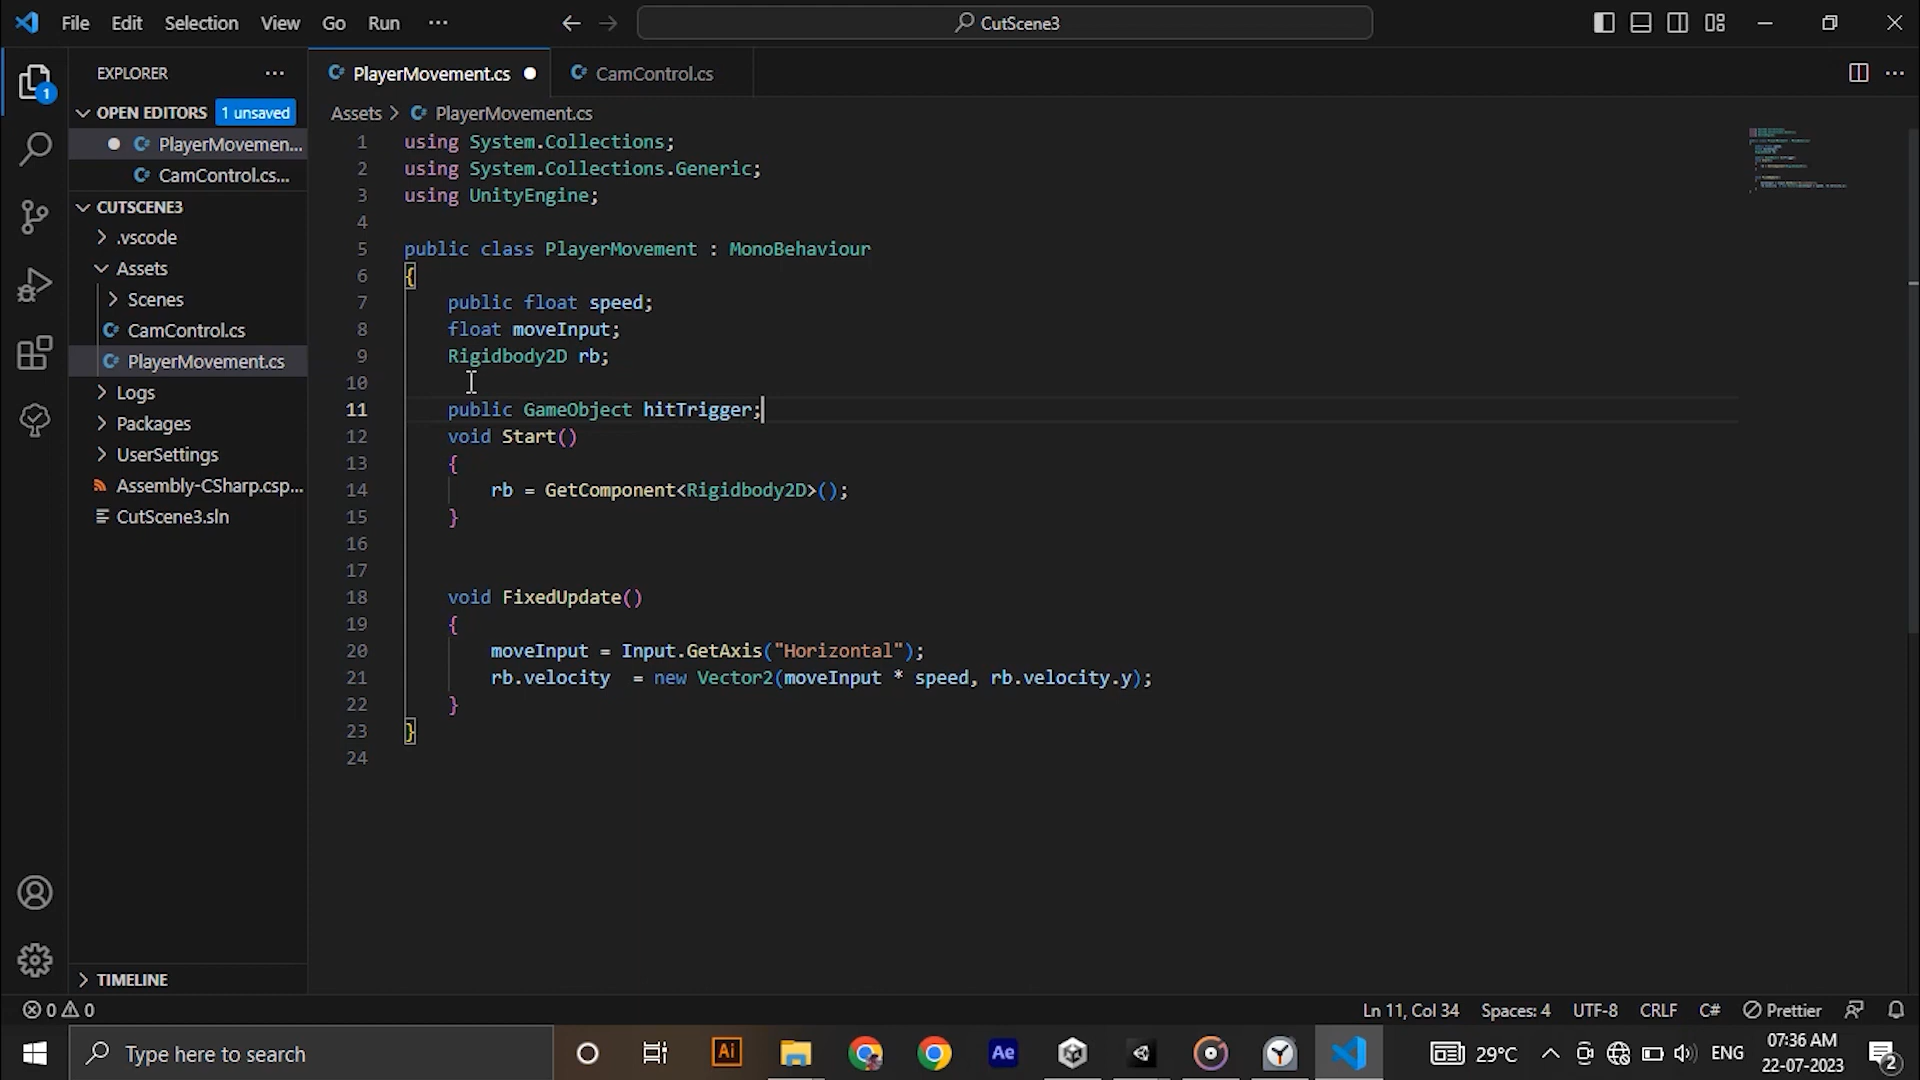 File Edit Selection View Go Run ··· CutScene3
EXPLORER
OPEN EDITORS 1 unsaved
PlayerMovemen...
CamControl.cs...
CUTSCENE3
.vscode
Assets
Scenes
CamControl.cs
PlayerMovement.cs
Logs
Packages
UserSettings
Assembly-CSharp.csp...
CutScene3.sln
TIMELINE
PlayerMovement.cs CamControl.cs
Assets > PlayerMovement.cs
1 using System.Collections;
2 using System.Collections.Generic;
3 using UnityEngine;
4
5 public class PlayerMovement : MonoBehaviour
6 {
7 public float speed;
8 float moveInput;
9 Rigidbody2D rb;
10
11 public GameObject hitTrigger;
12 void Start()
13 {
14 rb = GetComponent<Rigidbody2D>();
15 }
16
17
18 void FixedUpdate()
19 {
20 moveInput = Input.GetAxis("Horizontal");
21 rb.velocity  = new Vector2(moveInput * speed, rb.velocity.y);
22 }
23 }
24
0 0 Ln 11, Col 34 Spaces: 4 UTF-8 CRLF C# Prettier
Type here to search Ai Ae 29°C ENG 07:36 AM
22-07-2023 2